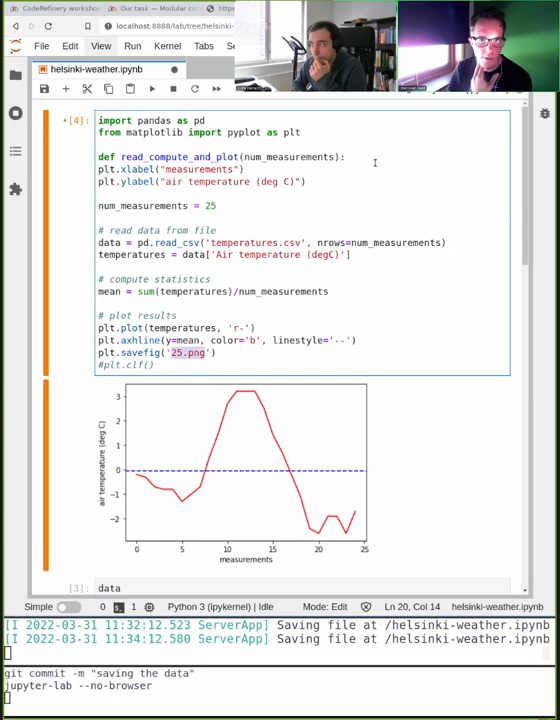 CodeRefinery worksho
Our task — Modular co
localhost:8888/lab/tree/helsinki-
File Edit View Run Kernel Tabs
helsinki-weather.ipynb
[4]:
import pandas as pd
from matplotlib import pyplot as plt
def read_compute_and_plot(num_measurements):
plt.xlabel("measurements")
plt.ylabel("air temperature (deg C)")
num_measurements = 25
# read data from file
data = pd.read_csv('temperatures.csv', nrows=num_measurements)
temperatures = data['Air temperature (degC)']
# compute statistics
mean = sum(temperatures)/num_measurements
# plot results
plt.plot(temperatures, 'r-')
plt.axhline(y=mean, color='b', linestyle='--')
plt.savefig('25.png')
#plt.clf()
3
2
1
0
−1
−2
air temperature (deg C)
0 5 10 15 20 25
measurements
[3]: data
Simple 0 1 Python 3 (ipykernel) | Idle Mode: Edit Ln 20, Col 14 helsinki-weather.ipynb
[I 2022-03-31 11:32:12.523 ServerApp] Saving file at /helsinki-weather.ipynb
[I 2022-03-31 11:34:12.580 ServerApp] Saving file at /helsinki-weather.ipynb
git commit -m "saving the data"
jupyter-lab --no-browser